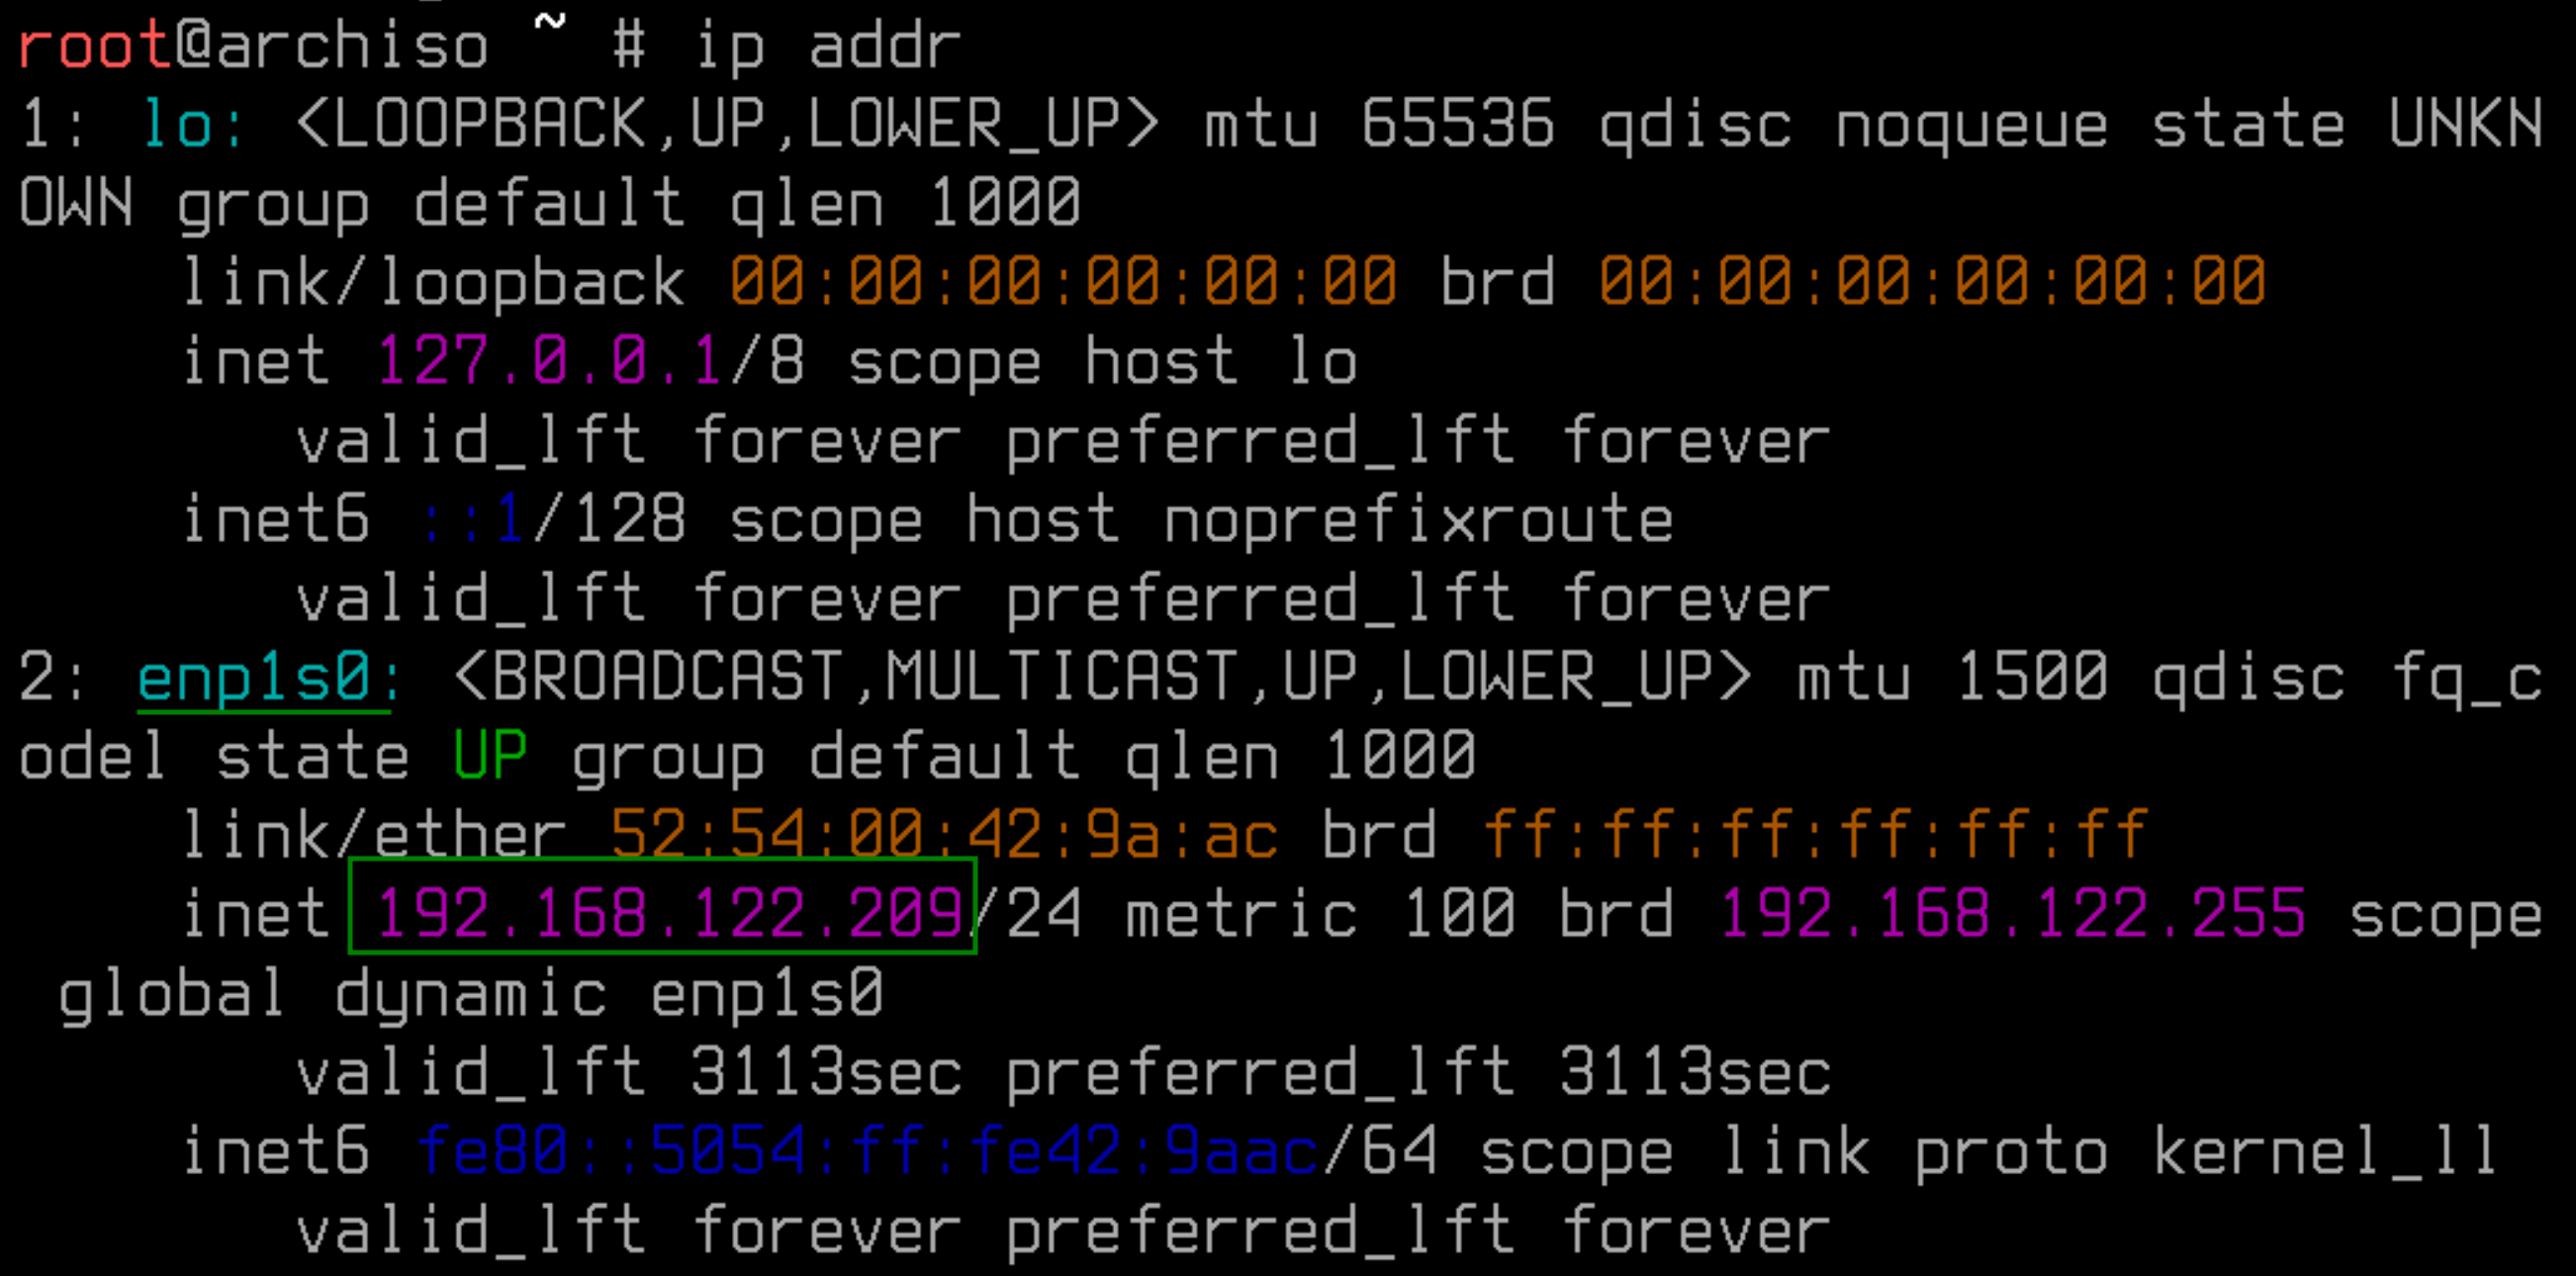 root@archiso ~ # ip addr
1: lo: <LOOPBACK,UP,LOWER_UP> mtu 65536 qdisc noqueue state UNKN
OWN group default qlen 1000
    link/loopback 00:00:00:00:00:00 brd 00:00:00:00:00:00
    inet 127.0.0.1/8 scope host lo
       valid_lft forever preferred_lft forever
    inet6 ::1/128 scope host noprefixroute
       valid_lft forever preferred_lft forever
2: enp1s0: <BROADCAST,MULTICAST,UP,LOWER_UP> mtu 1500 qdisc fq_c
odel state UP group default qlen 1000
    link/ether 52:54:00:42:9a:ac brd ff:ff:ff:ff:ff:ff
    inet 192.168.122.209/24 metric 100 brd 192.168.122.255 scope
 global dynamic enp1s0
       valid_lft 3113sec preferred_lft 3113sec
    inet6 fe80::5054:ff:fe42:9aac/64 scope link proto kernel_ll
       valid_lft forever preferred_lft forever